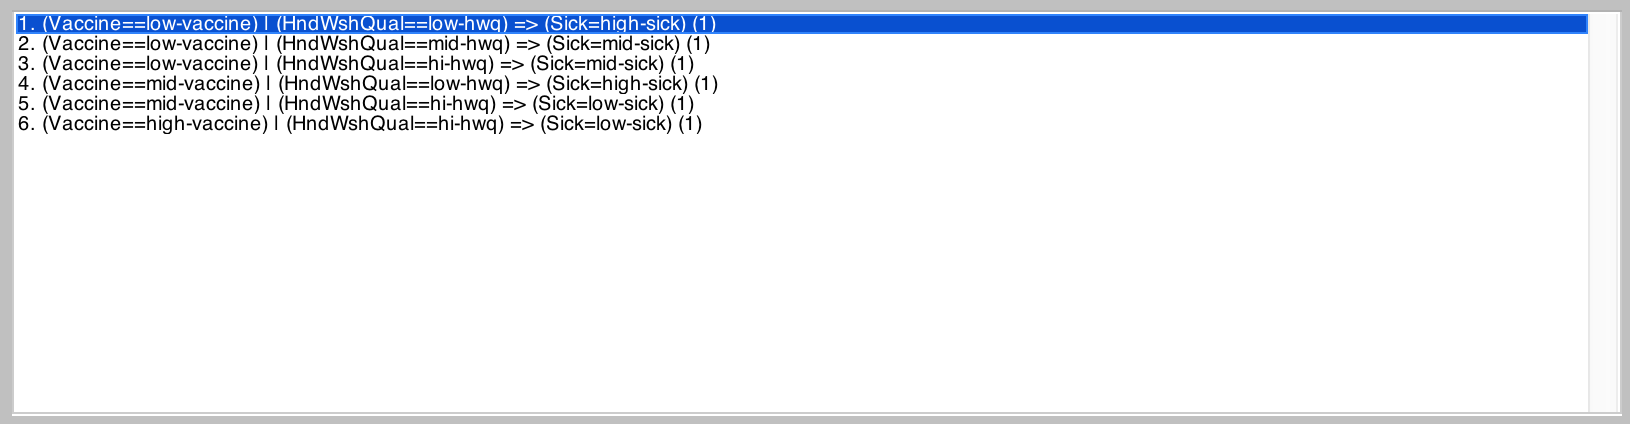 1. (Vaccine==low-vaccine) | (HndWshQual==low-hwq) => (Sick=high-sick) (1)
2. (Vaccine==low-vaccine) | (HndWshQual==mid-hwq) => (Sick=mid-sick) (1)
3. (Vaccine==low-vaccine) | (HndWshQual==hi-hwq) => (Sick=mid-sick) (1)
4. (Vaccine==mid-vaccine) | (HndWshQual==low-hwq) => (Sick=high-sick) (1)
5. (Vaccine==mid-vaccine) | (HndWshQual==hi-hwq) => (Sick=low-sick) (1)
6. (Vaccine==high-vaccine) | (HndWshQual==hi-hwq) => (Sick=low-sick) (1)